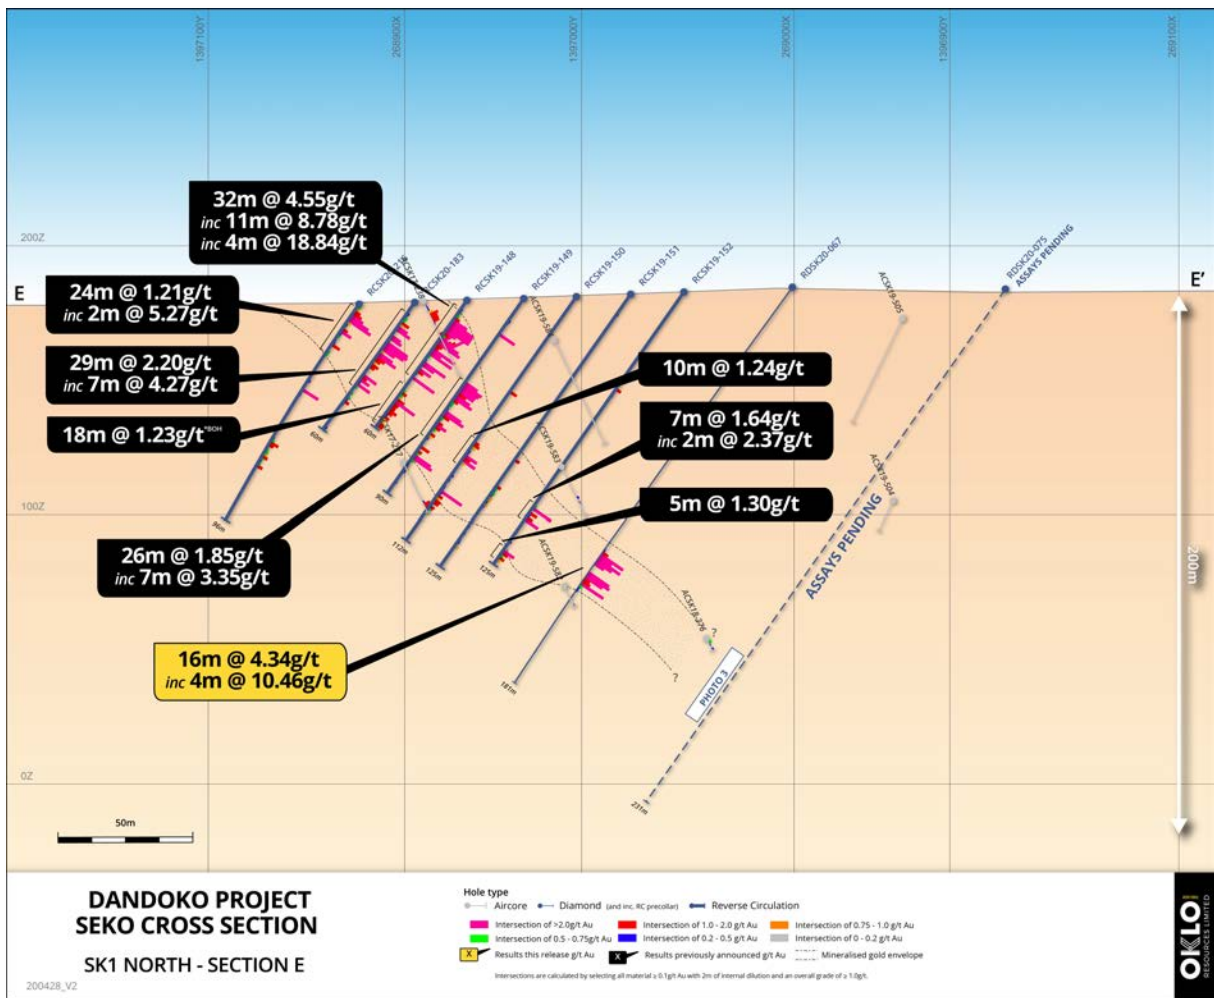 1397100Y
268900X
1397000Y
269000X
1396900Y
269100X
200Z
E
E'
32m @ 4.55g/t
inc 11m @ 8.78g/t
inc 4m @ 18.84g/t
RCSK20-183
RCSK19-148
RCSK19-149
RCSK19-150
RCSK19-151
RCSK19-152
RDSK20-067
RDSK20-075
ASSAYS PENDING
24m @ 1.21g/t
inc 2m @ 5.27g/t
29m @ 2.20g/t
inc 7m @ 4.27g/t
18m @ 1.23g/t*BOH
10m @ 1.24g/t
7m @ 1.64g/t
inc 2m @ 2.37g/t
5m @ 1.30g/t
26m @ 1.85g/t
inc 7m @ 3.35g/t
16m @ 4.34g/t
inc 4m @ 10.46g/t
ACSK19-505
ACSK19-504
ACSK19-583
ACSK18-276
60m
60m
90m
96m
112m
125m
125m
181m
231m
100Z
0Z
?
?
ASSAYS PENDING
PHOTO 3
200m
50m
DANDOKO PROJECT
SEKO CROSS SECTION
SK1 NORTH - SECTION E
200428_V2
Hole type
Aircore
Diamond (and inc. RC precollar)
Reverse Circulation
Intersection of >2.0g/t Au
Intersection of 1.0 - 2.0 g/t Au
Intersection of 0.75 - 1.0 g/t Au
Intersection of 0.5 - 0.75g/t Au
Intersection of 0.2 - 0.5 g/t Au
Intersection of 0 - 0.2 g/t Au
X Results this release g/t Au
X Results previously announced g/t Au
Mineralised gold envelope
Intersections are calculated by selecting all material ≥ 0.1g/t Au with 2m of internal dilution and an overall grade of ≥ 1.0g/t.
OKLO
RESOURCES LIMITED